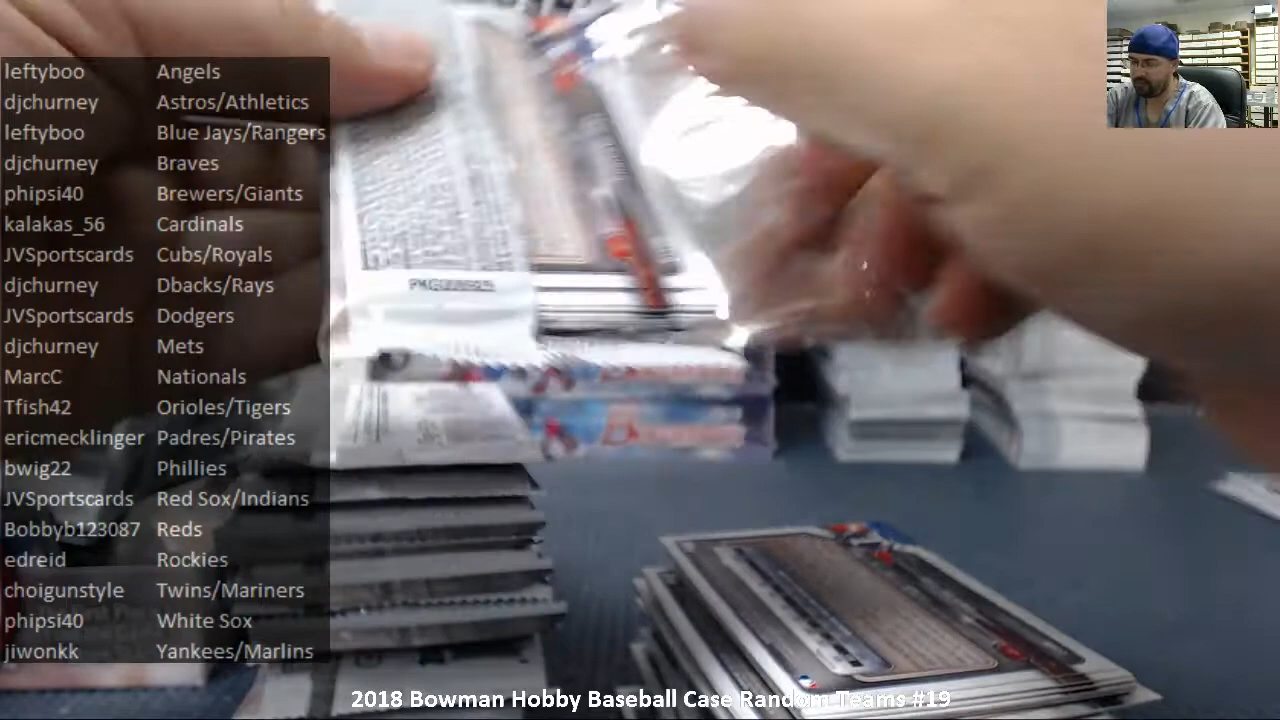 leftyboo Angels
djchurney Astros/Athletics
leftyboo Blue Jays/Rangers
djchurney Braves
phipsi40 Brewers/Giants
kalakas_56 Cardinals
JVSportscards Cubs/Royals
djchurney Dbacks/Rays
JVSportscards Dodgers
djchurney Mets
MarcC Nationals
Tfish42 Orioles/Tigers
ericmecklinger Padres/Pirates
bwig22 Phillies
JVSportscards Red Sox/Indians
Bobbyb123087 Reds
edreid Rockies
choigunstyle Twins/Mariners
phipsi40 White Sox
jiwonkk Yankees/Marlins
2018 Bowman Hobby Baseball Case Random Teams #19